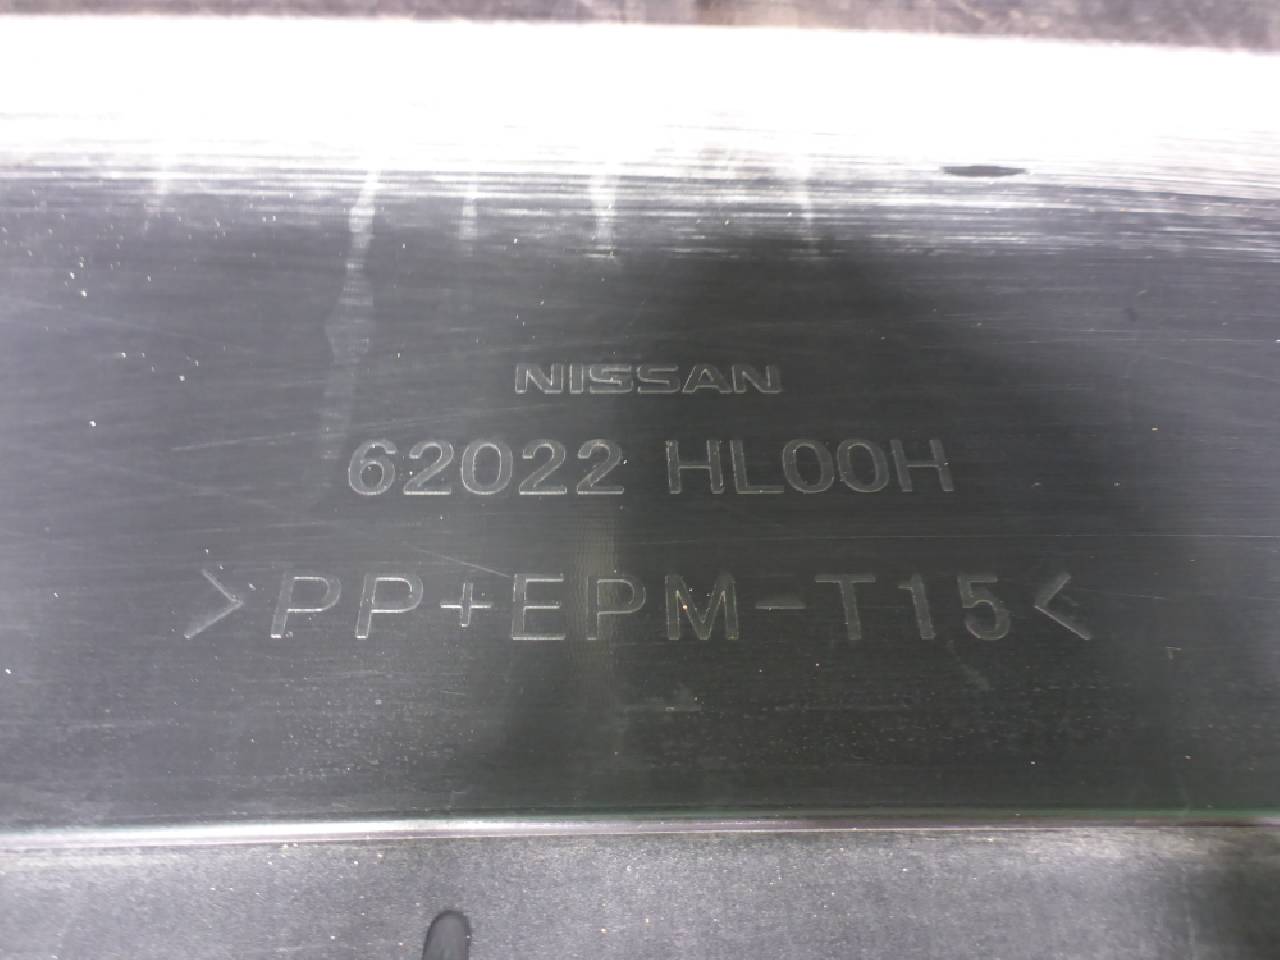 NISSAN
62022 HL00H
>PP+EPM-T15<